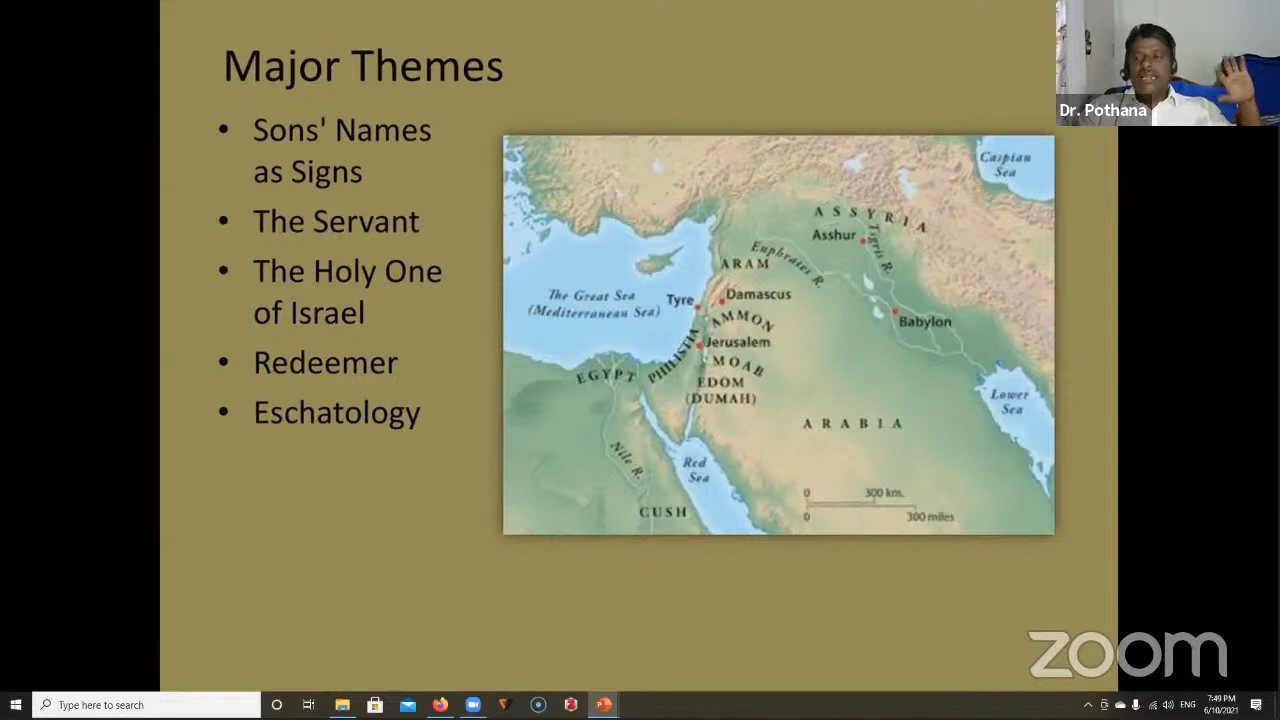 Major Themes
• Sons' Names
as Signs
• The Servant
• The Holy One
of Israel
• Redeemer
• Eschatology
Dr. Pothana
Caspian
Sea
ASSYRIA
Asshur
Tigris R.
Euphrates R.
ARAM
The Great Sea
(Mediterranean Sea)
Tyre
Damascus
AMMON
Babylon
Jerusalem
PHILISTIA
MOAB
EGYPT
EDOM
(DUMAH)
Lower
Sea
ARABIA
Nile R.
Red
Sea
0 300 km.
0 300 miles
CUSH
zoom
Type here to search
ENG
7:49 PM
6/10/2021